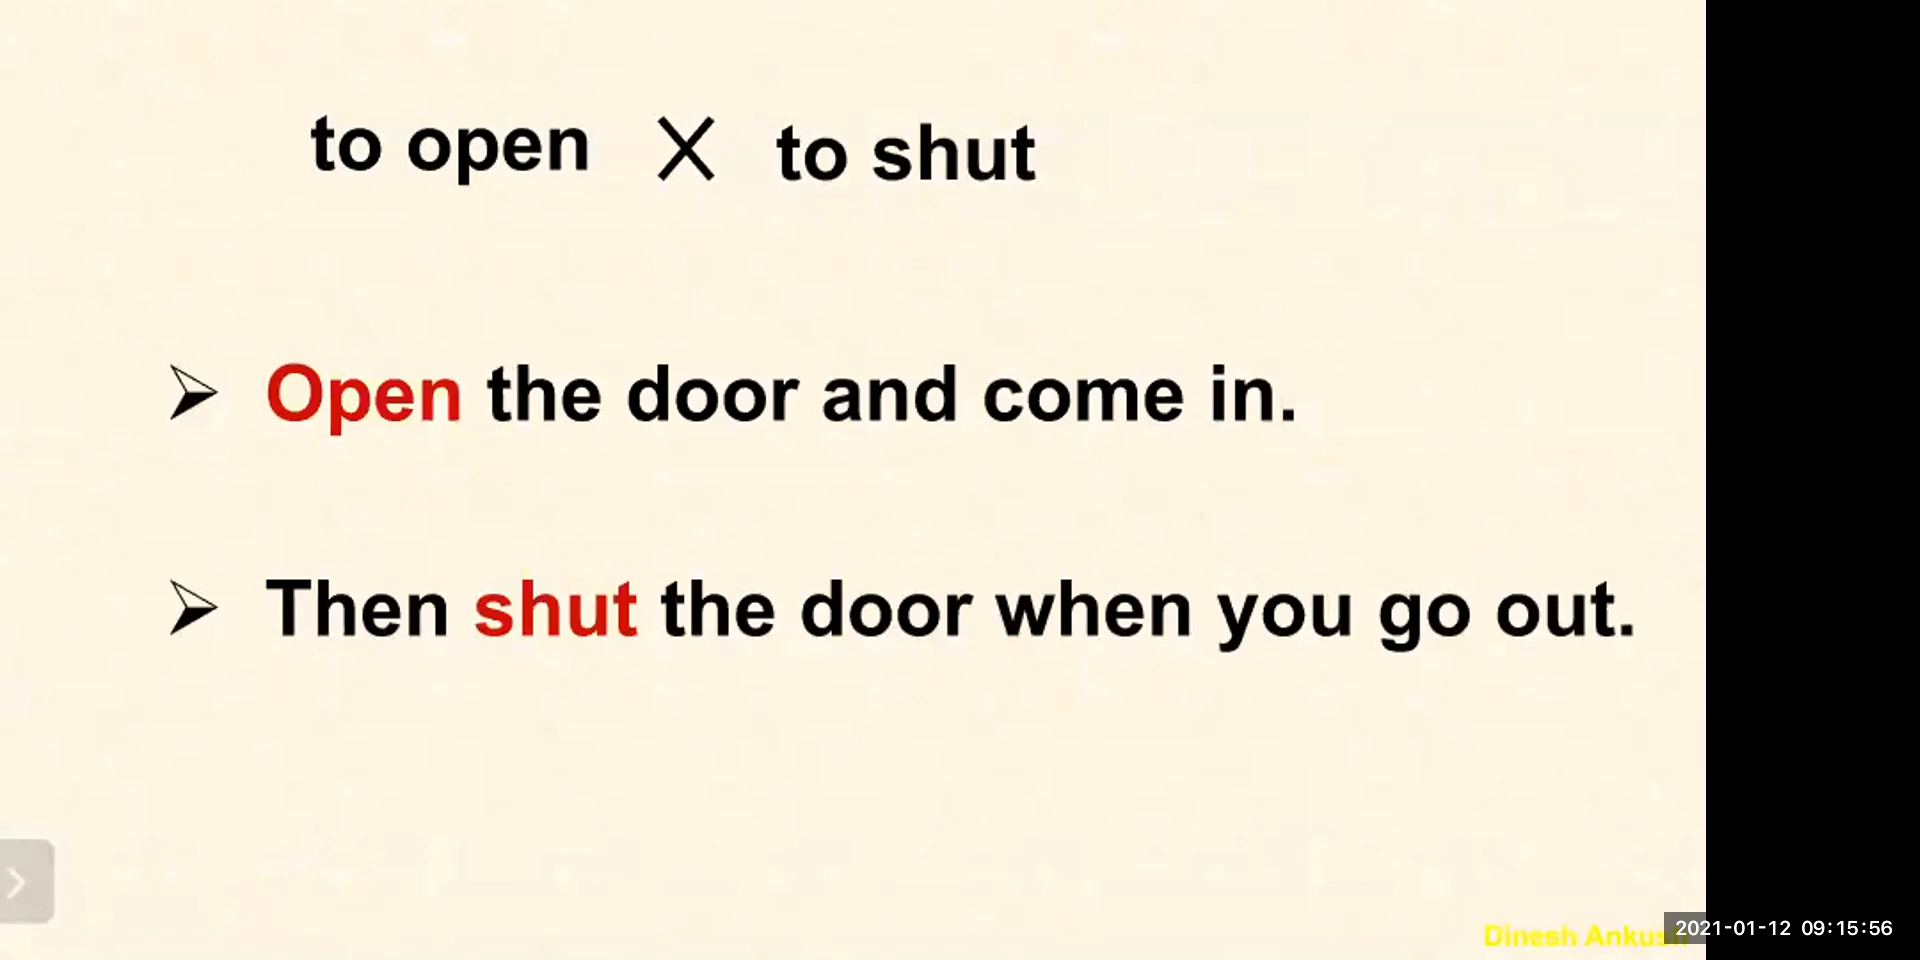 to open X to shut
➢ Open the door and come in.
➢ Then shut the door when you go out.
Dinesh
2021-01-12 09:15:56